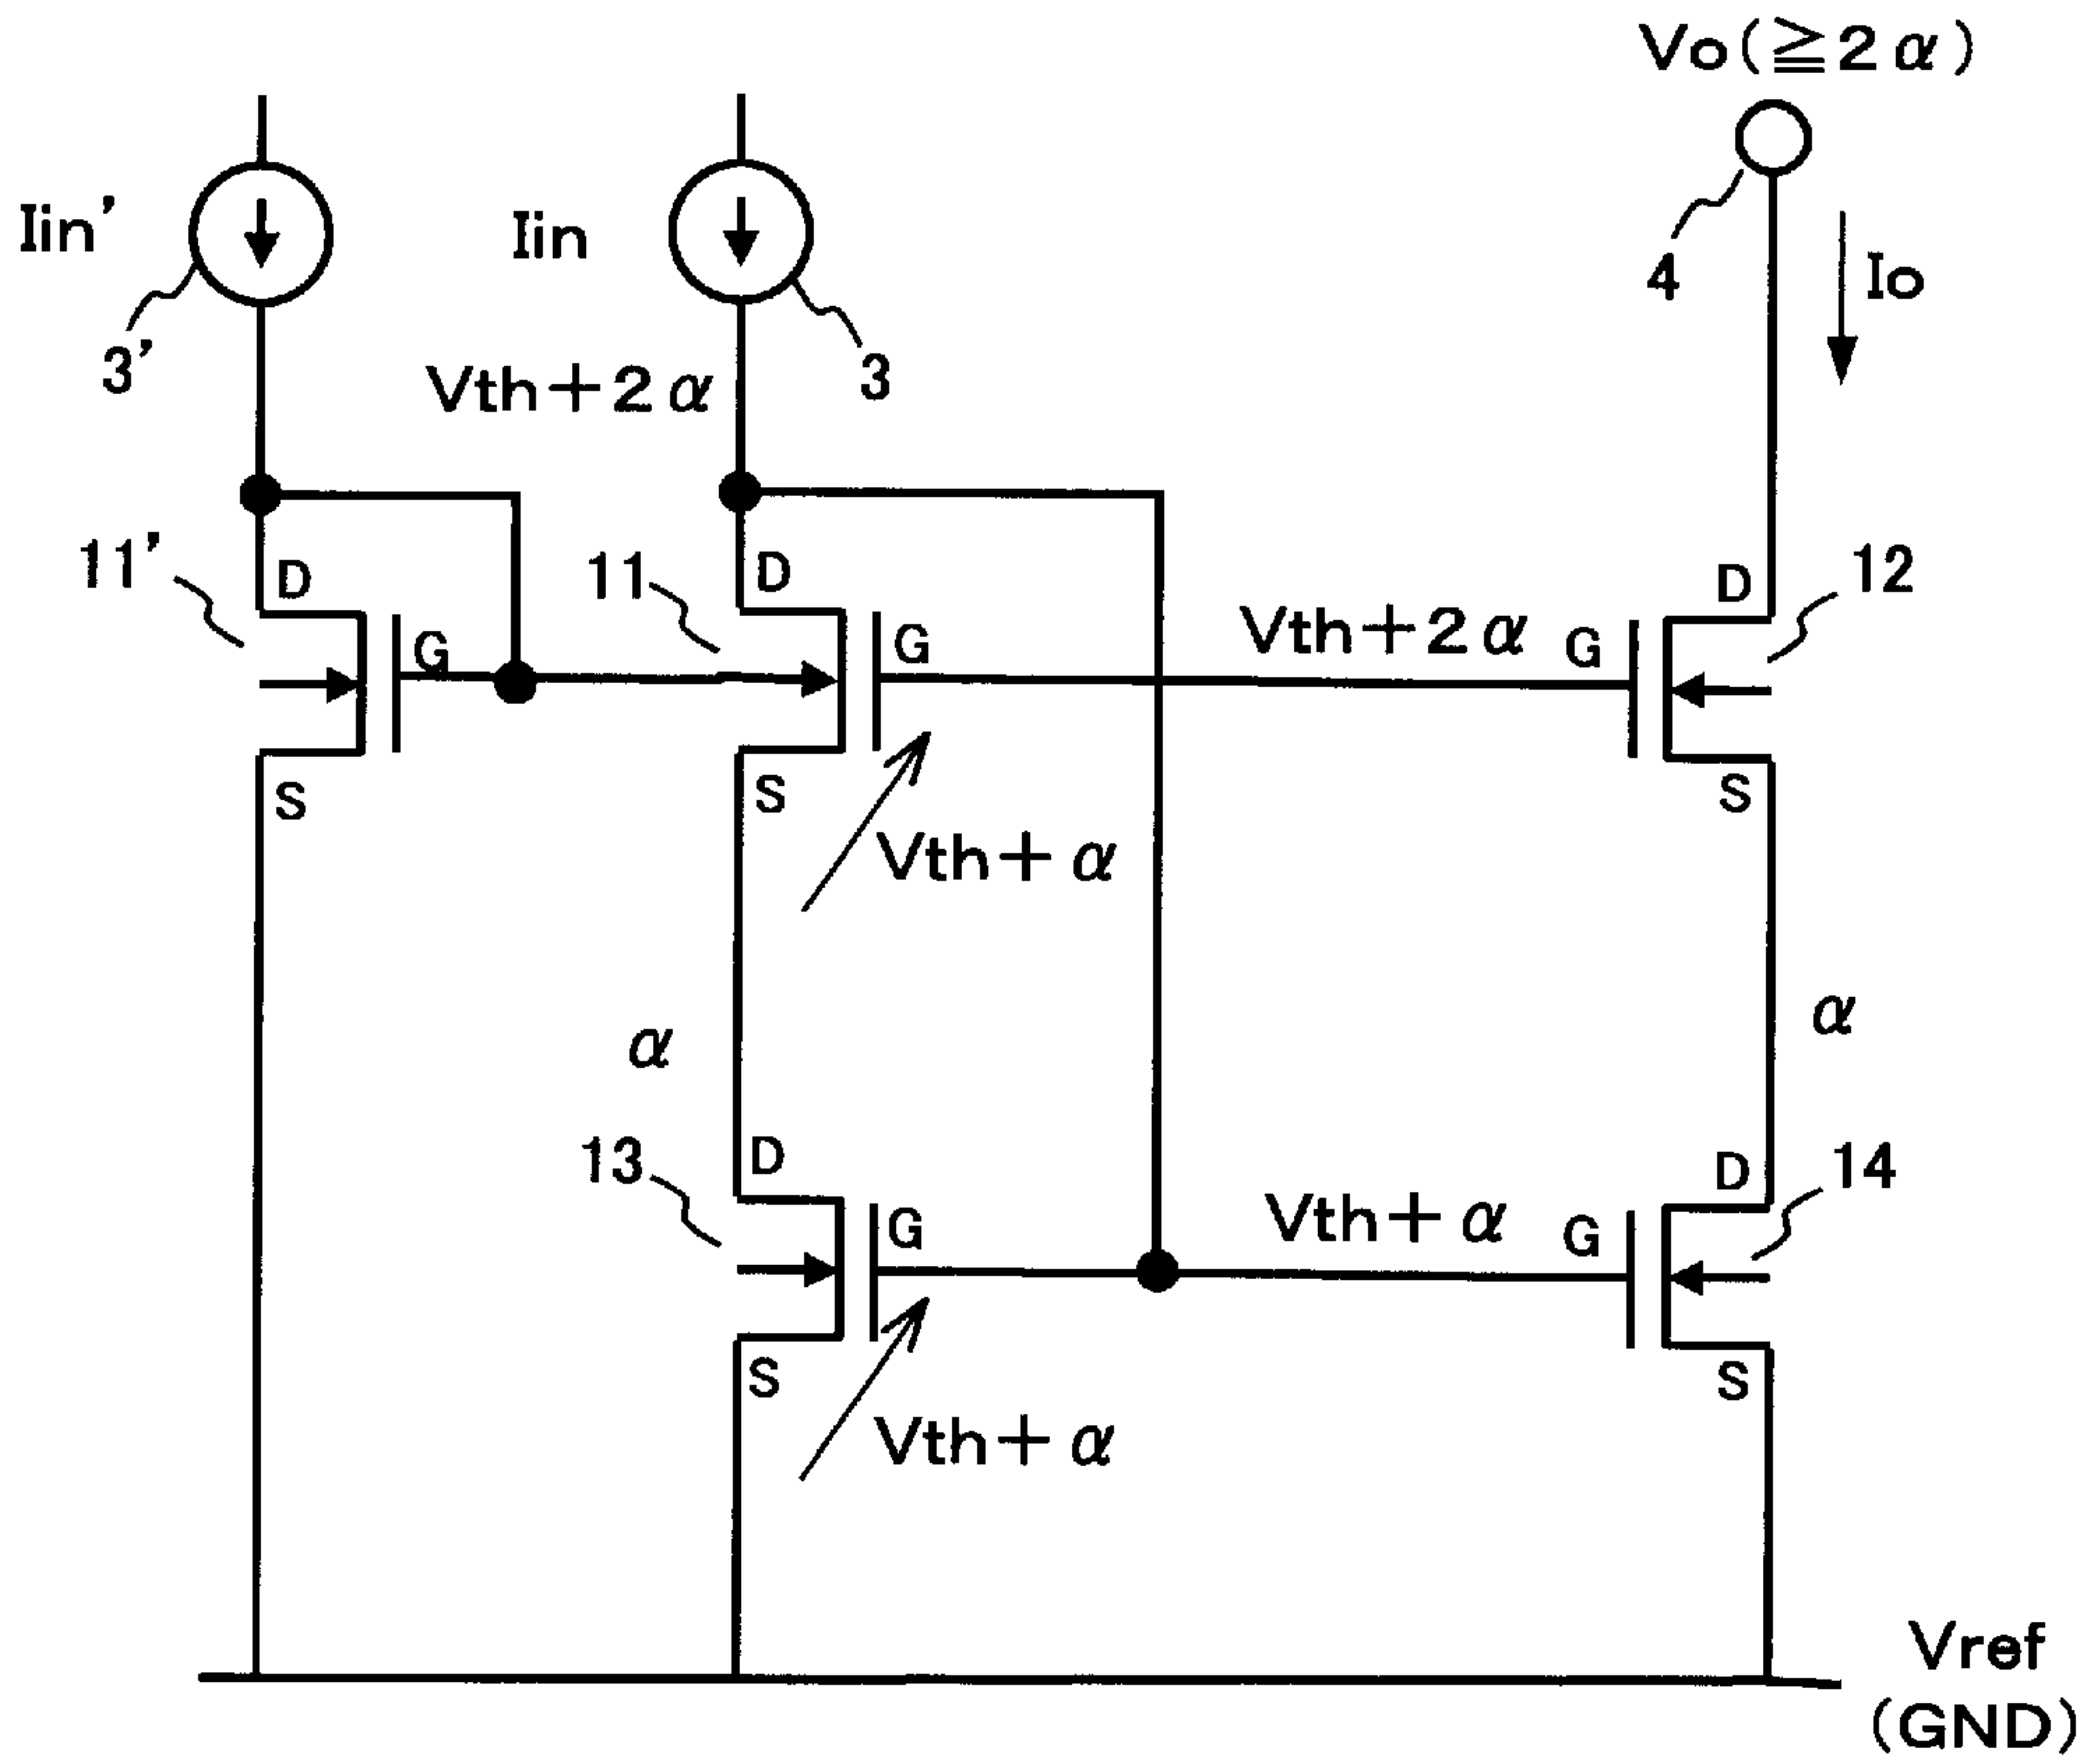 Vo(≧2α)
Iin'
Iin
4
Io
3'
Vth+2α
3
11'
D
G
S
11
D
G
S
Vth+2α
G
D
12
S
Vth+α
α
α
13
D
G
S
Vth+α
G
D
14
S
Vth+α
Vref
(GND)